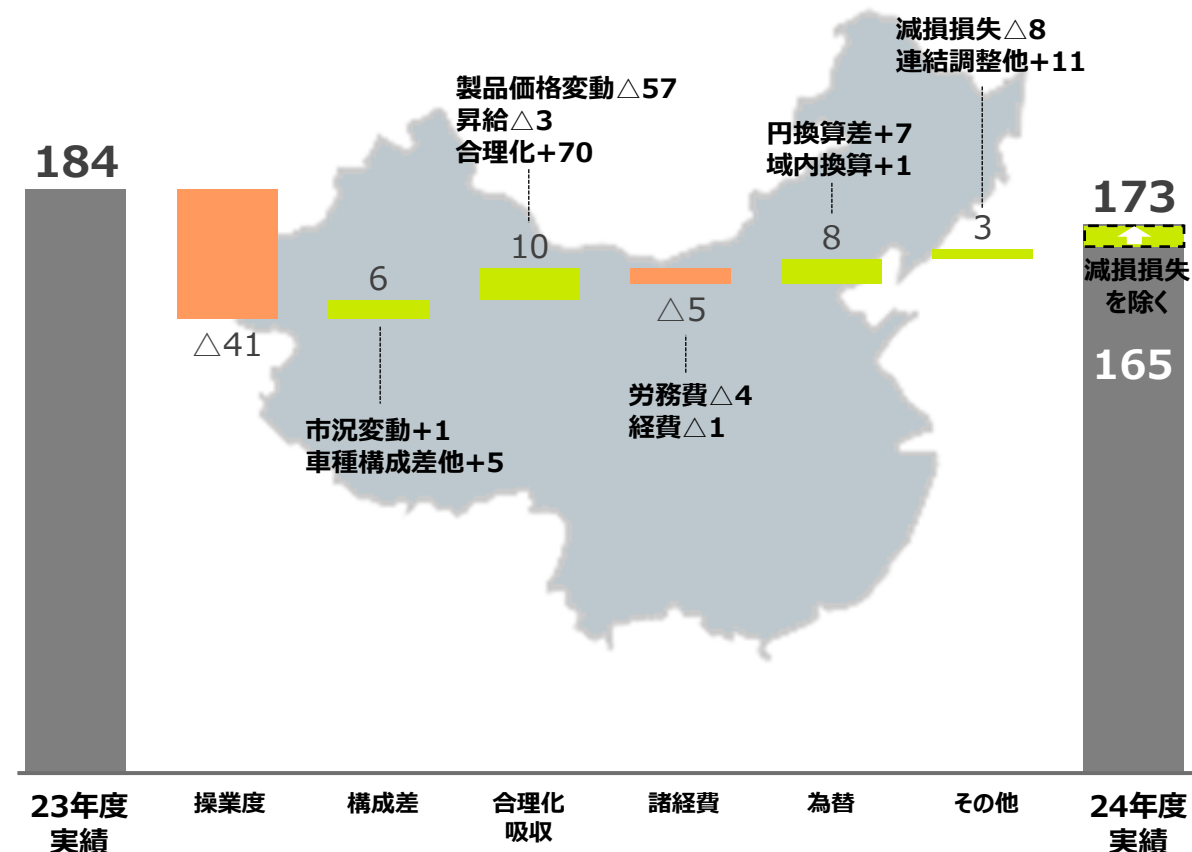 減損損失△8
連結調整他+11
製品価格変動△57
昇給△3
合理化+70
円換算差+7
域内換算+1
184
173
10
8
3
6
減損損失
を除く
△5
△41
165
労務費△4
経費△1
市況変動+1
車種構成差他+5
23年度
実績
操業度
構成差
合理化
吸収
諸経費
為替
その他
24年度
実績